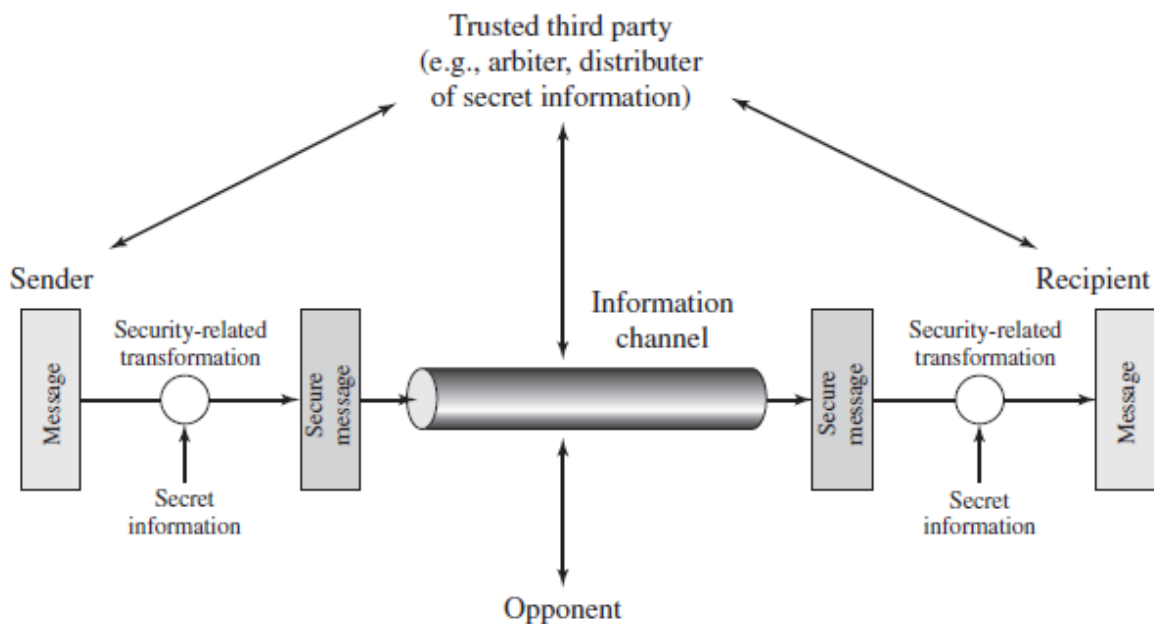 Trusted third party
(e.g., arbiter, distributer
of secret information)
Sender
Recipient
Information
channel
Security-related
transformation
Security-related
transformation
Message
Secure
message
Secure
message
Message
Secret
information
Secret
information
Opponent